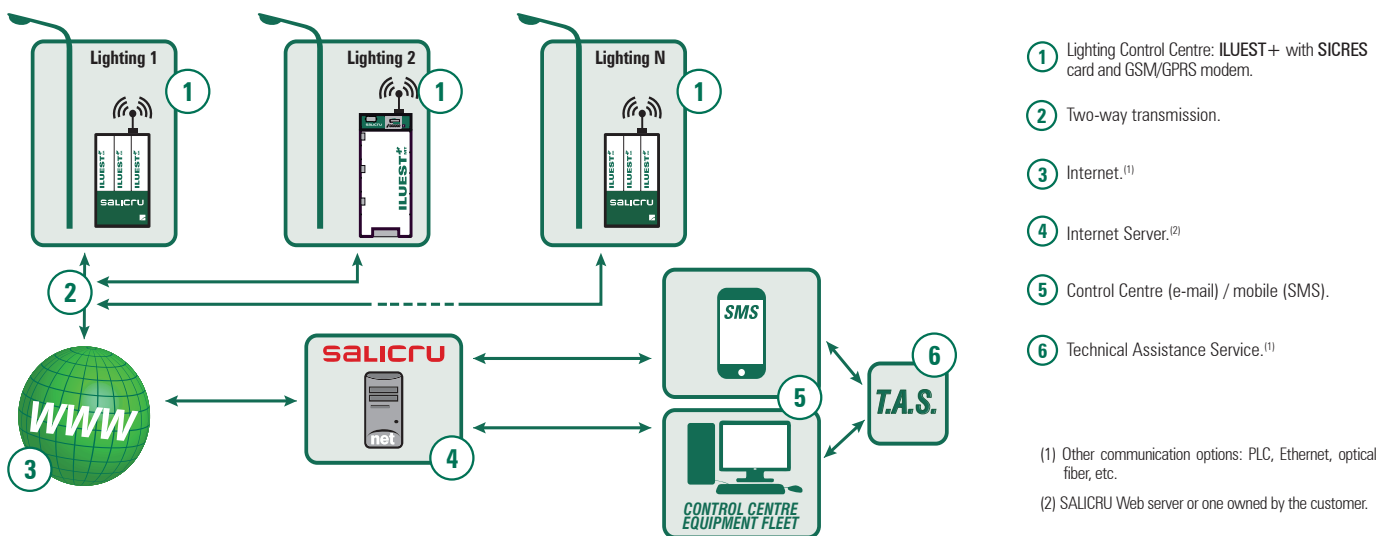 Lighting 1
1
ILUEST+
ILUEST+
ILUEST+
salicru
Lighting 2
1
salicru
ILUEST+
Lighting N
1
ILUEST+
ILUEST+
ILUEST+
salicru
2
WWW
3
salicru
net
4
SMS
5
CONTROL CENTRE
EQUIPMENT FLEET
T.A.S.
6
1 Lighting Control Centre: ILUEST+ with SICRES
card and GSM/GPRS modem.
2 Two-way transmission.
3 Internet.(1)
4 Internet Server.(2)
5 Control Centre (e-mail) / mobile (SMS).
6 Technical Assistance Service.(1)
(1) Other communication options: PLC, Ethernet, optical
fiber, etc.
(2) SALICRU Web server or one owned by the customer.